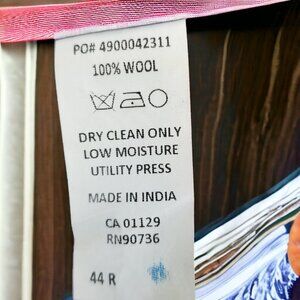 PO# 4900042311
100% WOOL
DRY CLEAN ONLY
LOW MOISTURE
UTILITY PRESS
MADE IN INDIA
CA 01129
RN90736
44 R